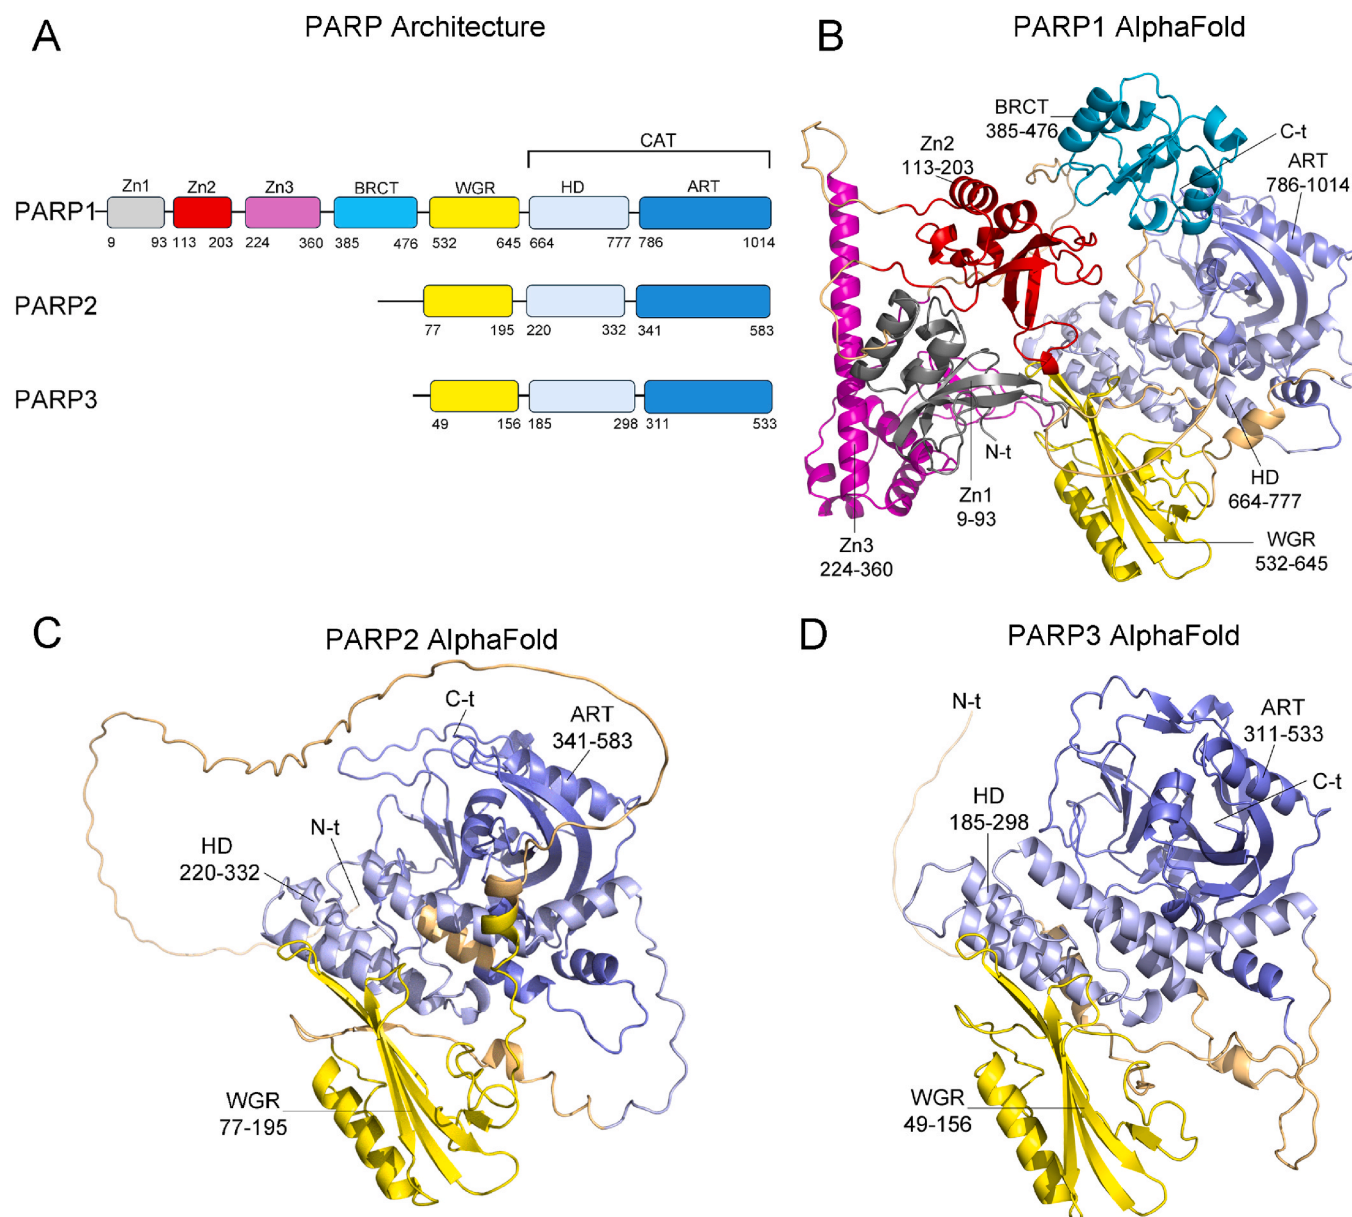 A
PARP Architecture
CAT
Zn1 Zn2 Zn3 BRCT WGR HD ART
PARP1
9 93 113 203 224 360 385 476 532 645 664 777 786 1014
PARP2
77 195 220 332 341 583
PARP3
49 156 185 298 311 533
B
PARP1 AlphaFold
BRCT
385-476
C-t
Zn2
113-203
ART
786-1014
N-t
Zn1
9-93
HD
664-777
Zn3
224-360
WGR
532-645
C
PARP2 AlphaFold
C-t
ART
341-583
N-t
HD
220-332
WGR
77-195
D
PARP3 AlphaFold
N-t
ART
311-533
C-t
HD
185-298
WGR
49-156